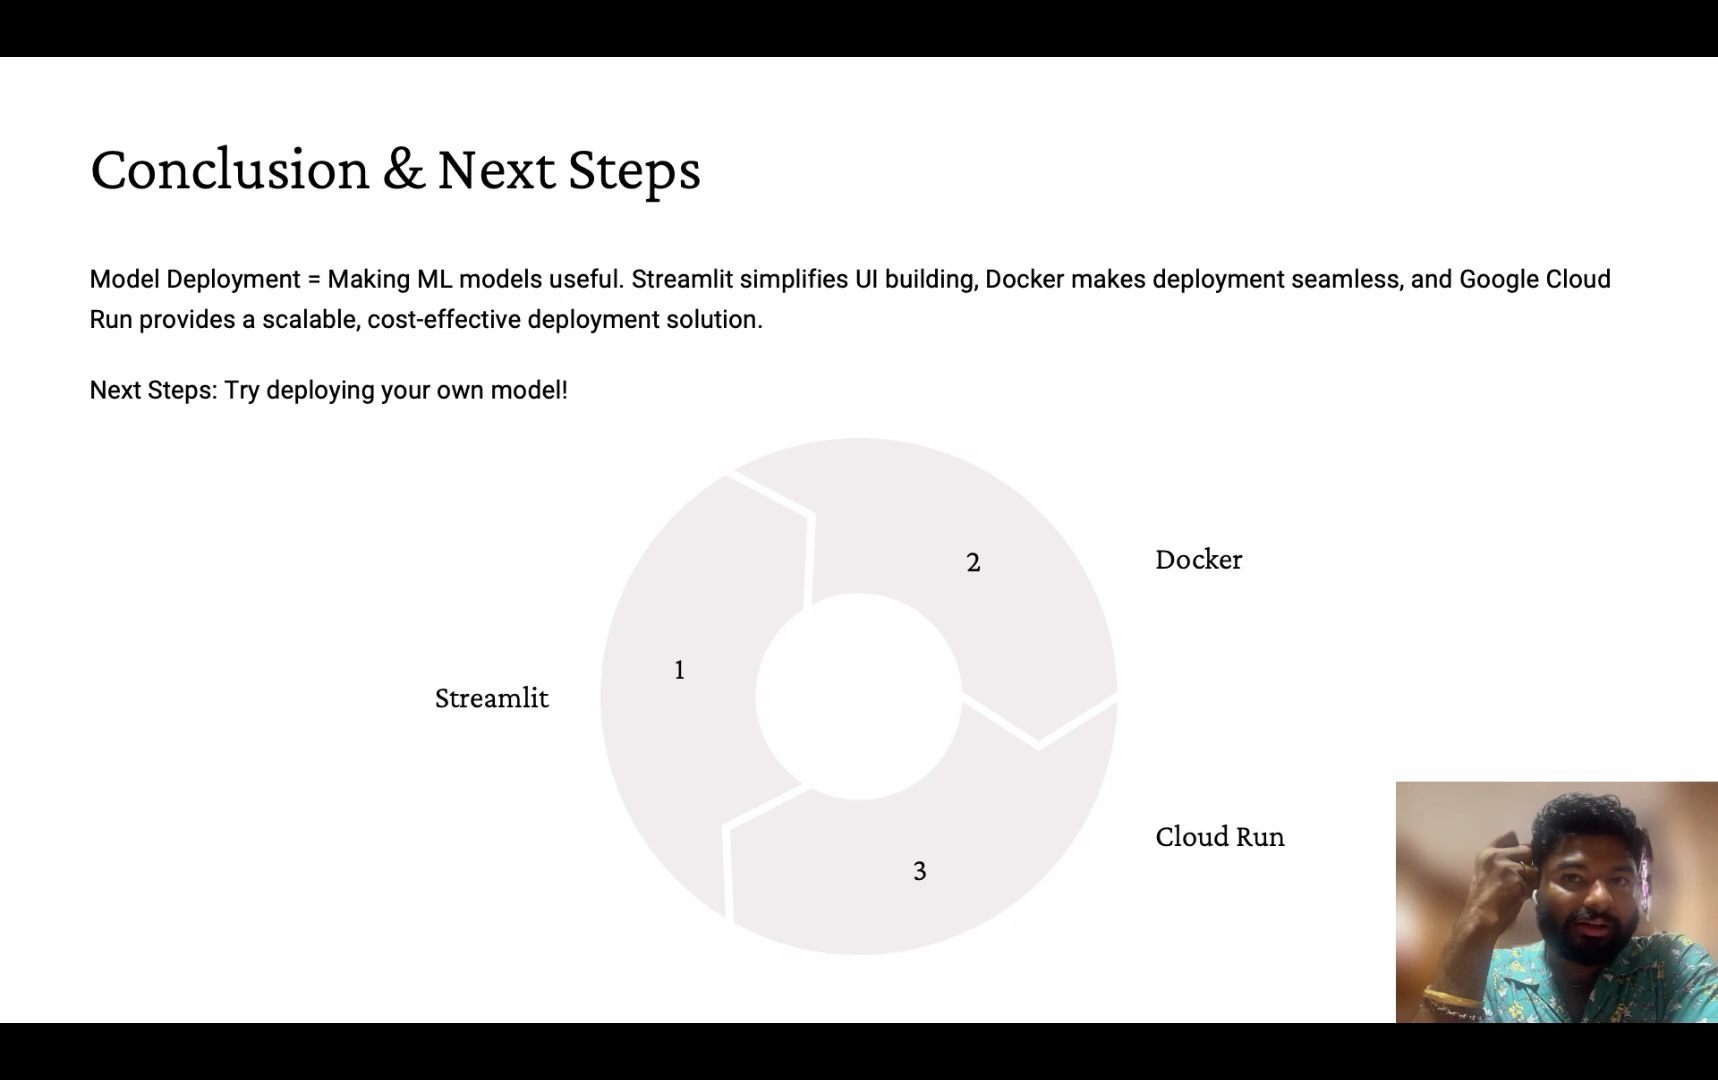 Conclusion & Next Steps
Model Deployment = Making ML models useful. Streamlit simplifies UI building, Docker makes deployment seamless, and Google Cloud
Run provides a scalable, cost-effective deployment solution.
Next Steps: Try deploying your own model!
2
Docker
1
Streamlit
Cloud Run
3